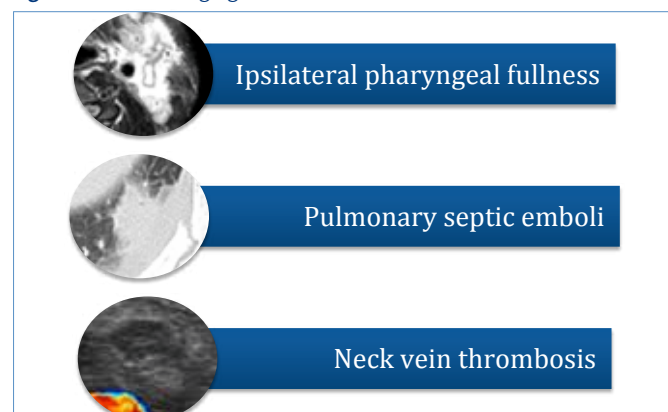 Ipsilateral pharyngeal fullness
Pulmonary septic emboli
Neck vein thrombosis